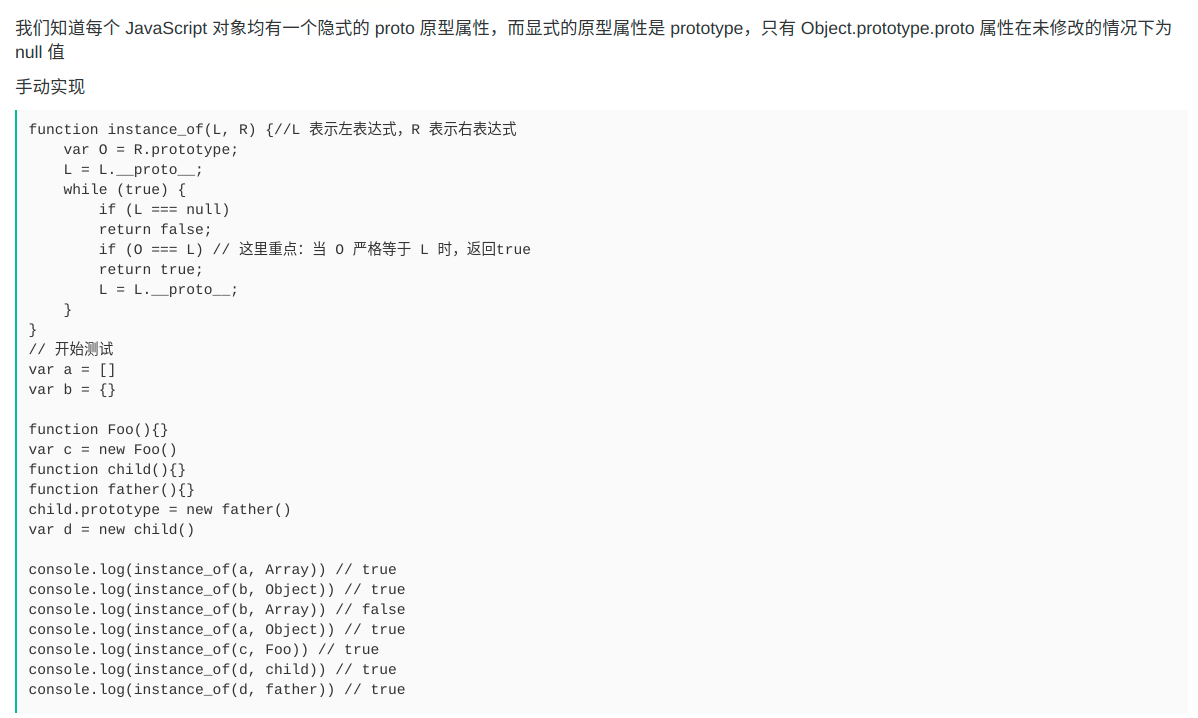 我们知道每个 JavaScript 对象均有一个隐式的 proto 原型属性，而显式的原型属性是 prototype，只有 Object.prototype.proto 属性在未修改的情况下为
null 值
手动实现
function instance_of(L, R) {//L 表示左表达式，R 表示右表达式
    var O = R.prototype;
    L = L.__proto__;
    while (true) {
        if (L === null)
        return false;
        if (O === L) // 这里重点：当 O 严格等于 L 时，返回true
        return true;
        L = L.__proto__;
    }
}
// 开始测试
var a = []
var b = {}

function Foo(){}
var c = new Foo()
function child(){}
function father(){}
child.prototype = new father()
var d = new child()

console.log(instance_of(a, Array)) // true
console.log(instance_of(b, Object)) // true
console.log(instance_of(b, Array)) // false
console.log(instance_of(a, Object)) // true
console.log(instance_of(c, Foo)) // true
console.log(instance_of(d, child)) // true
console.log(instance_of(d, father)) // true